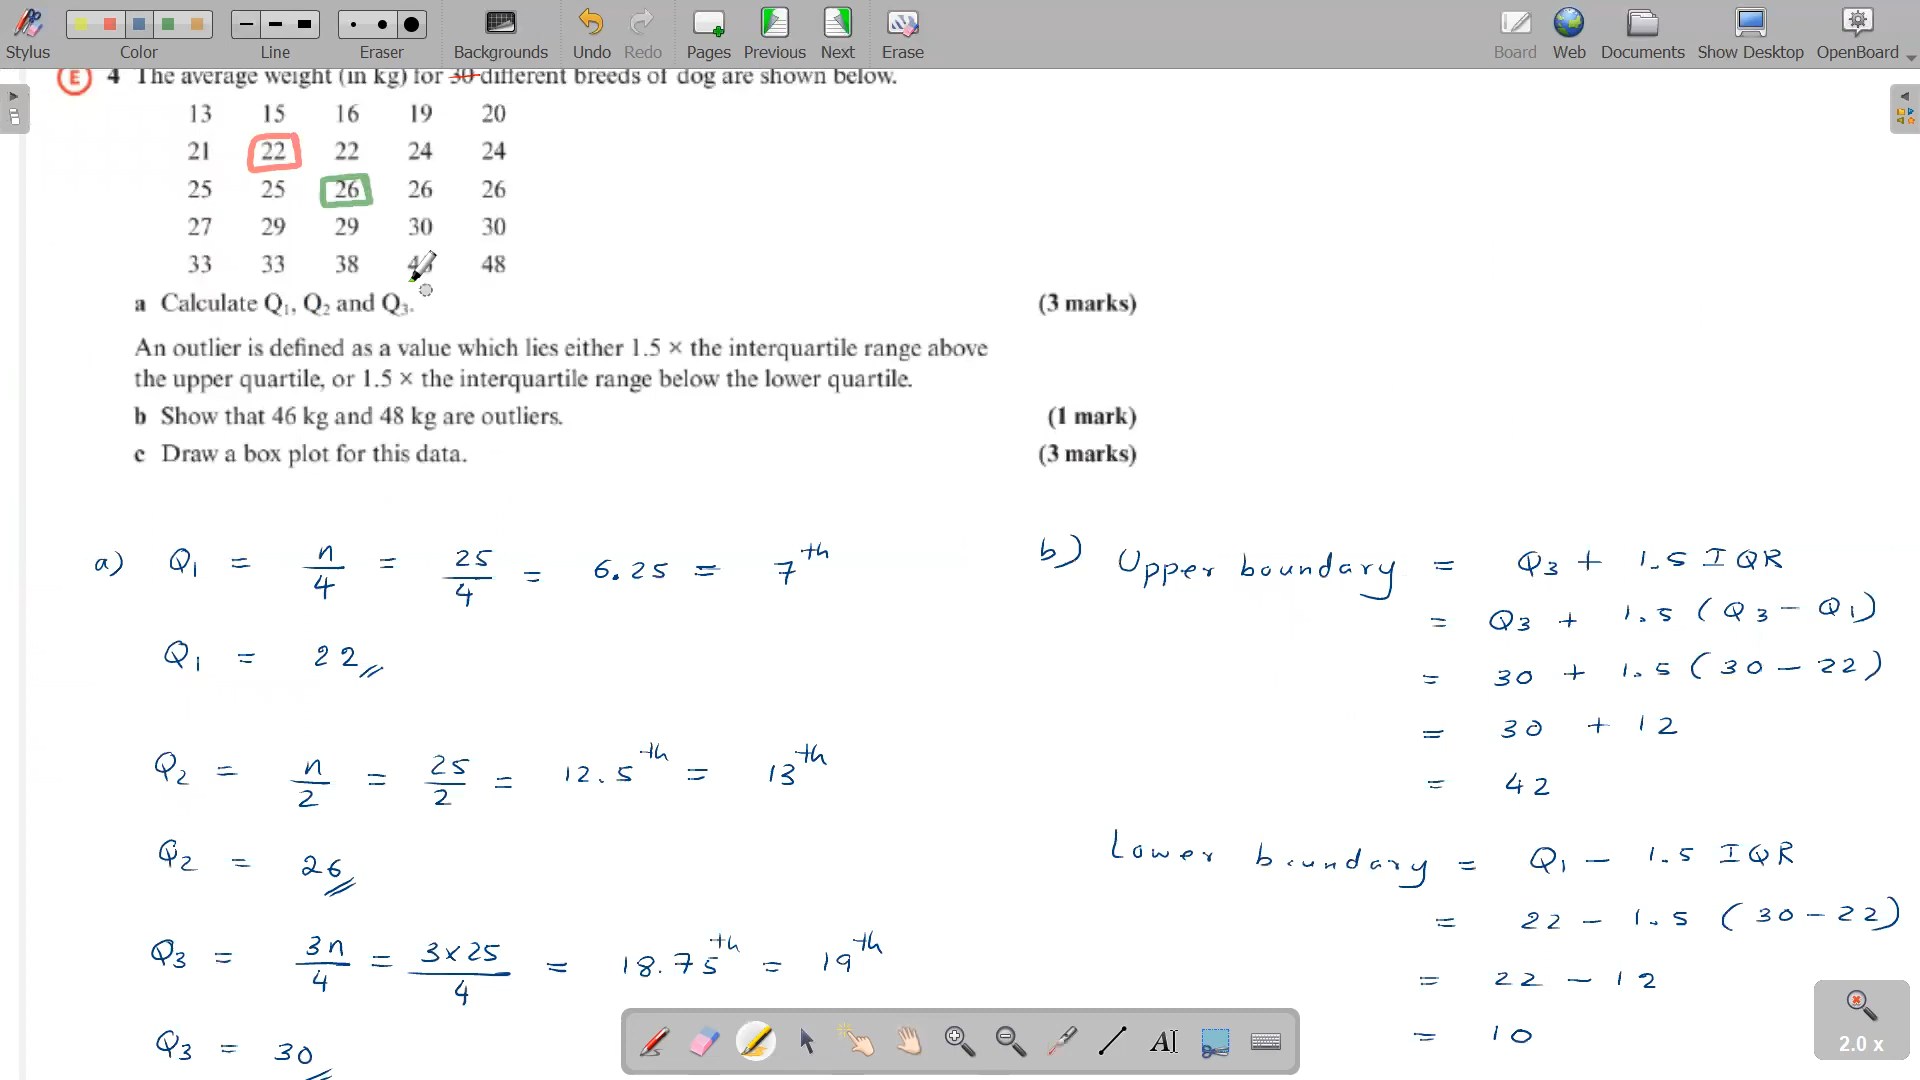 Stylus Color Line Eraser Backgrounds Undo Redo Pages Previous Next Erase Board Web Documents Show Desktop OpenBoard
E 4 The average weight (in kg) for 30 different breeds of dog are shown below.
13 15 16 19 20
21 22 22 24 24
25 25 26 26 26
27 29 29 30 30
33 33 38 48
a Calculate Q₁, Q₂ and Q₃. (3 marks)
An outlier is defined as a value which lies either 1.5 × the interquartile range above
the upper quartile, or 1.5 × the interquartile range below the lower quartile.
b Show that 46 kg and 48 kg are outliers. (1 mark)
c Draw a box plot for this data. (3 marks)
a) Q₁ = n/4 = 25/4 = 6.25 = 7th
Q₁ = 22
Q₂ = n/2 = 25/2 = 12.5th = 13th
Q₂ = 26
Q₃ = 3n/4 = 3×25/4 = 18.75th = 19th
Q₃ = 30
b) Upper boundary = Q₃ + 1.5 IQR
= Q₃ + 1.5 (Q₃ - Q₁)
= 30 + 1.5 (30 - 22)
= 30 + 12
= 42
Lower boundary = Q₁ - 1.5 IQR
= 22 - 1.5 (30 - 22)
= 22 - 12
= 10
2.0 x